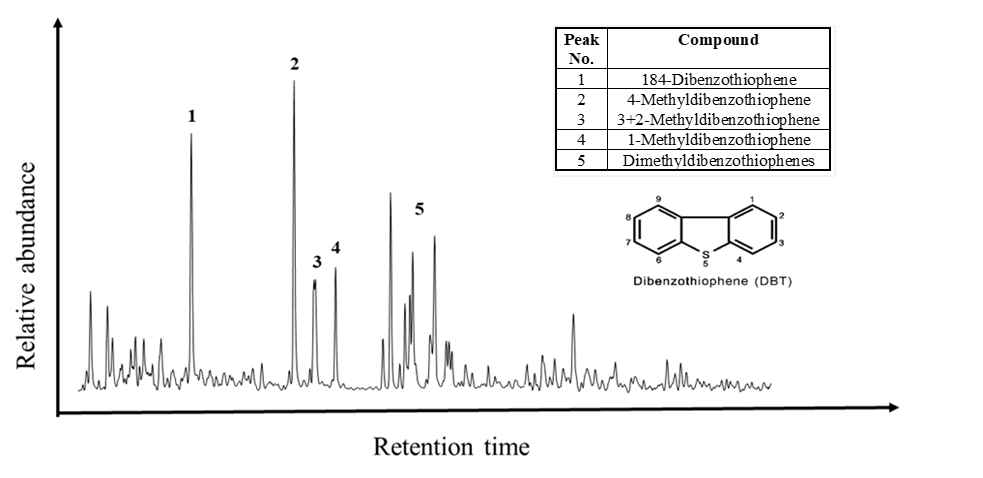 Peak No. Compound
1 184-Dibenzothiophene
2 4-Methyldibenzothiophene
3 3+2-Methyldibenzothiophene
4 1-Methyldibenzothiophene
5 Dimethyldibenzothiophenes
2
1
5
4
3
9 1
8 2
7 3
6 S 4
5
Dibenzothiophene (DBT)
Relative abundance
Retention time